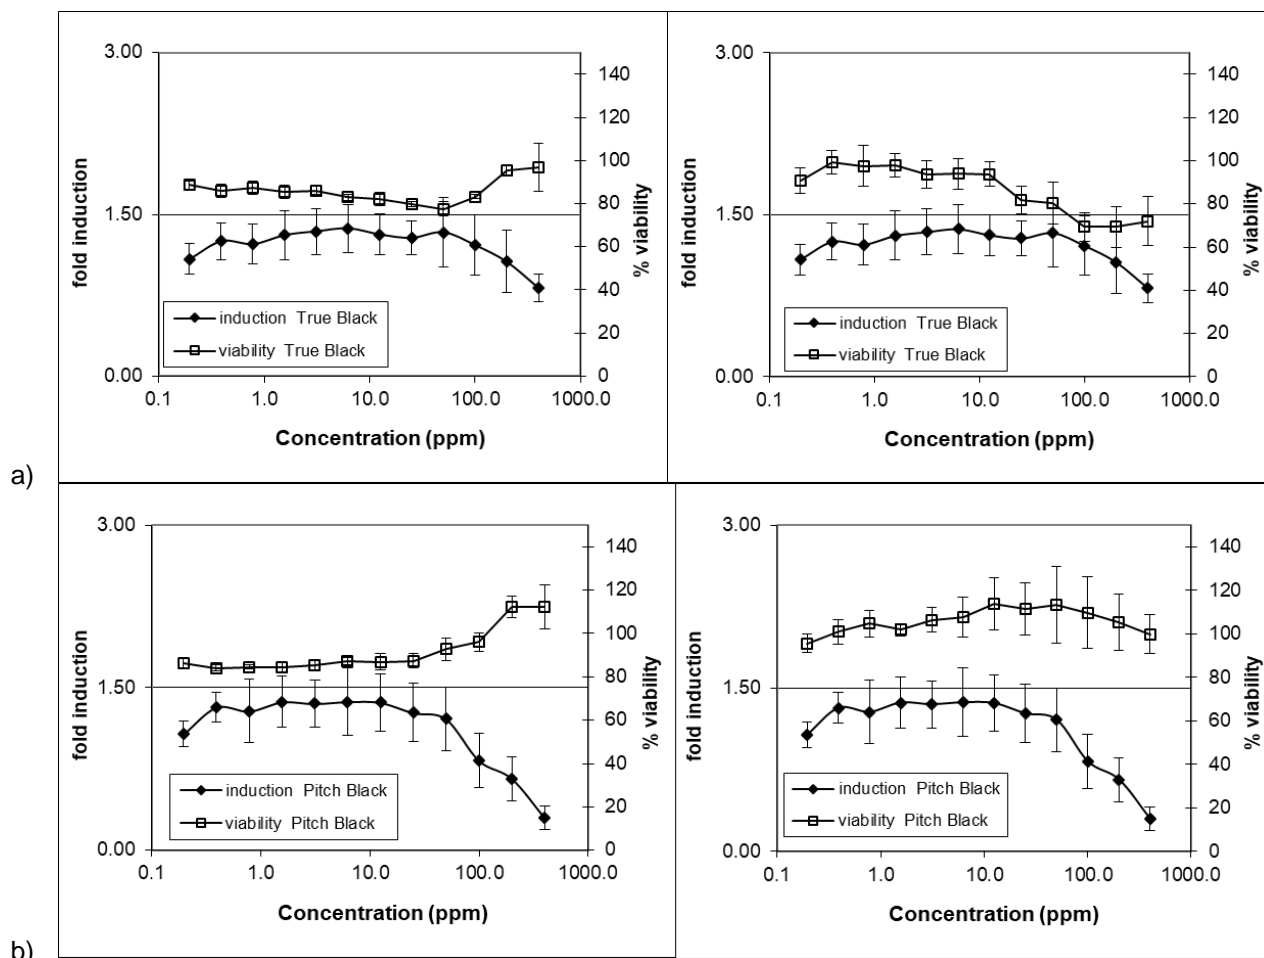 3.00
1.50
0.00
fold induction
140
120
100
80
60
40
20
0
% viability
induction True Black
viability True Black
0.1 1.0 10.0 100.0 1000.0
Concentration (ppm)
3.00
1.50
0.00
fold induction
140
120
100
80
60
40
20
0
% viability
induction True Black
viability True Black
0.1 1.0 10.0 100.0 1000.0
Concentration (ppm)
a)
3.00
1.50
0.00
fold induction
140
120
100
80
60
40
20
0
% viability
induction Pitch Black
viability Pitch Black
0.1 1.0 10.0 100.0 1000.0
Concentration (ppm)
3.00
1.50
0.00
fold induction
140
120
100
80
60
40
20
0
% viability
induction Pitch Black
viability Pitch Black
0.1 1.0 10.0 100.0 1000.0
Concentration (ppm)
b)